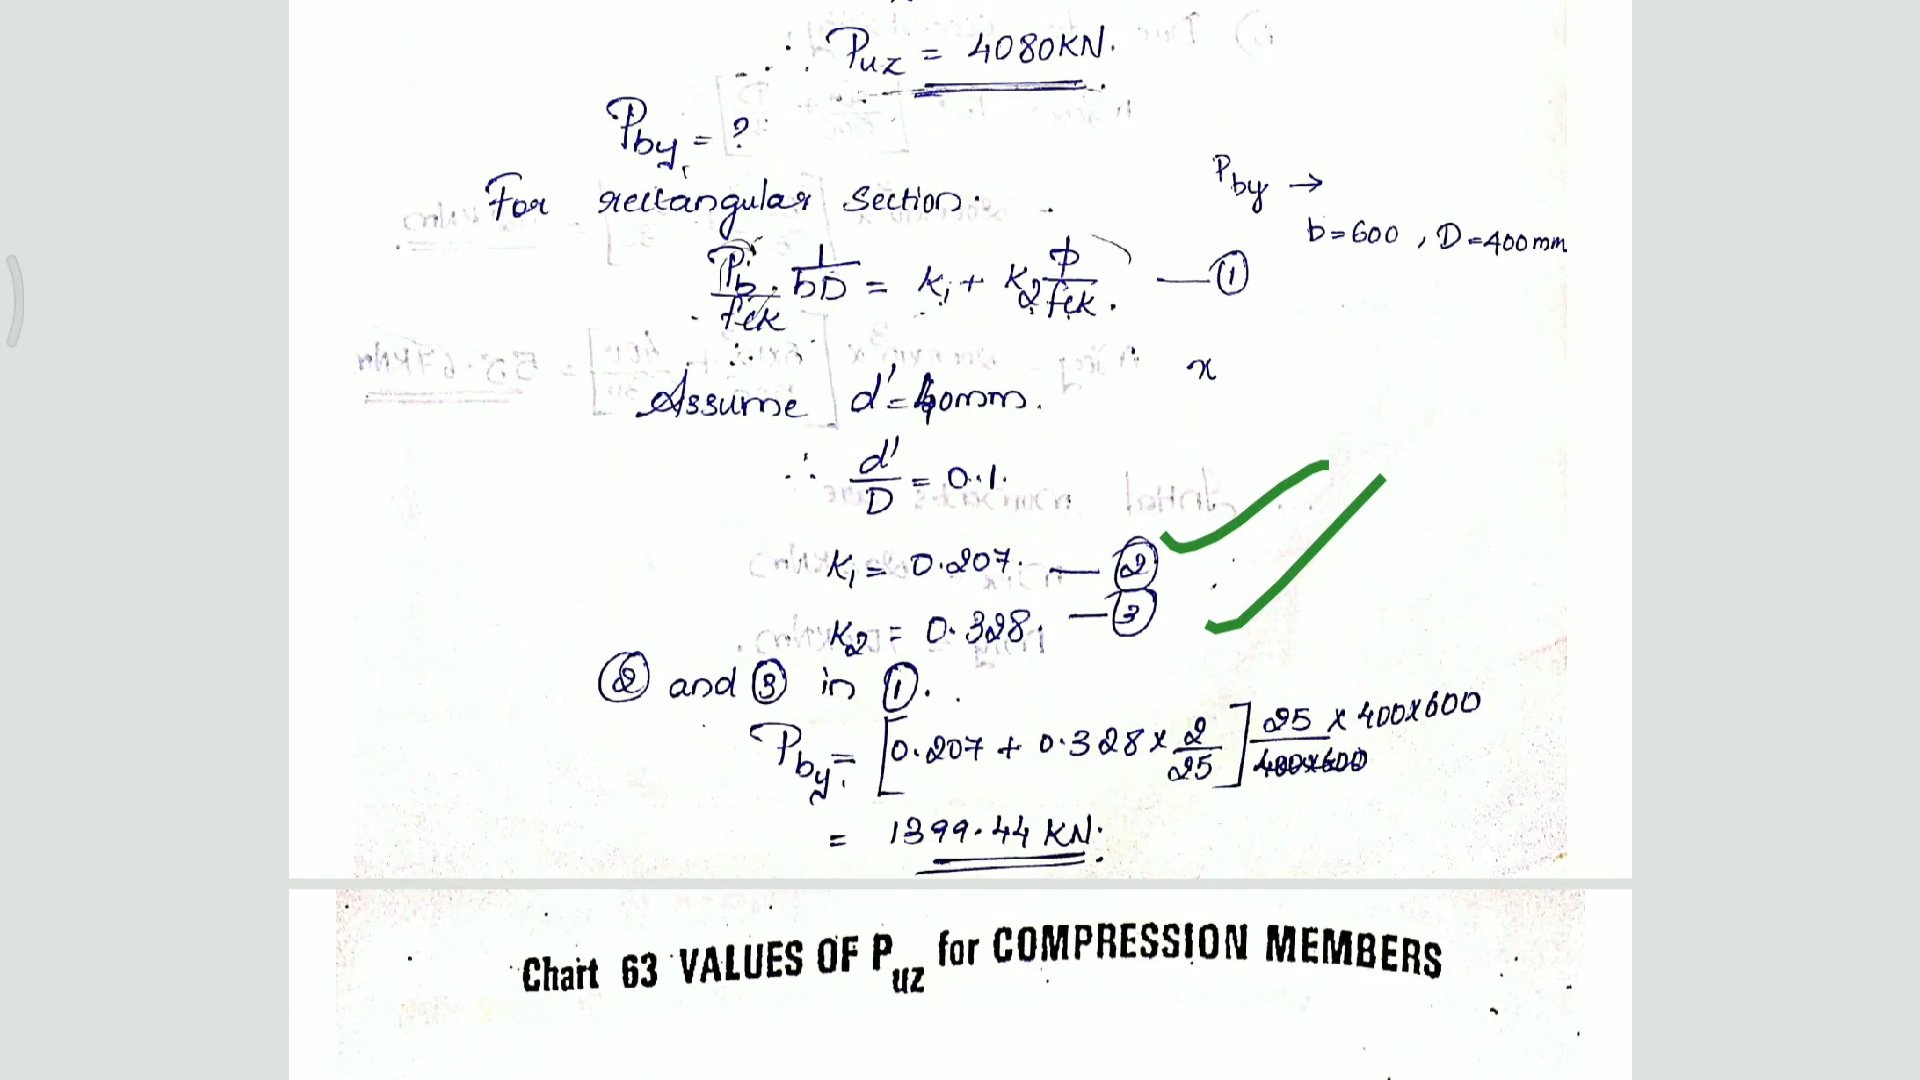 ∴ Puz = 4080KN.
Pby = ?
For rectangular section.
Pby →
b=600 , D=400mm
Pb/fck . 1/bD = K1 + K2 p/fck . — ①
x
Assume d' = 40mm.
∴ d'/D = 0.1.
K1 = 0.207. — ②
K2 = 0.328. — ③
② and ③ in ①.
Pby = [0.207 + 0.328 x 2/25] 25 x 400x600
= 1399.44 KN.
Chart 63 VALUES OF Puz for COMPRESSION MEMBERS